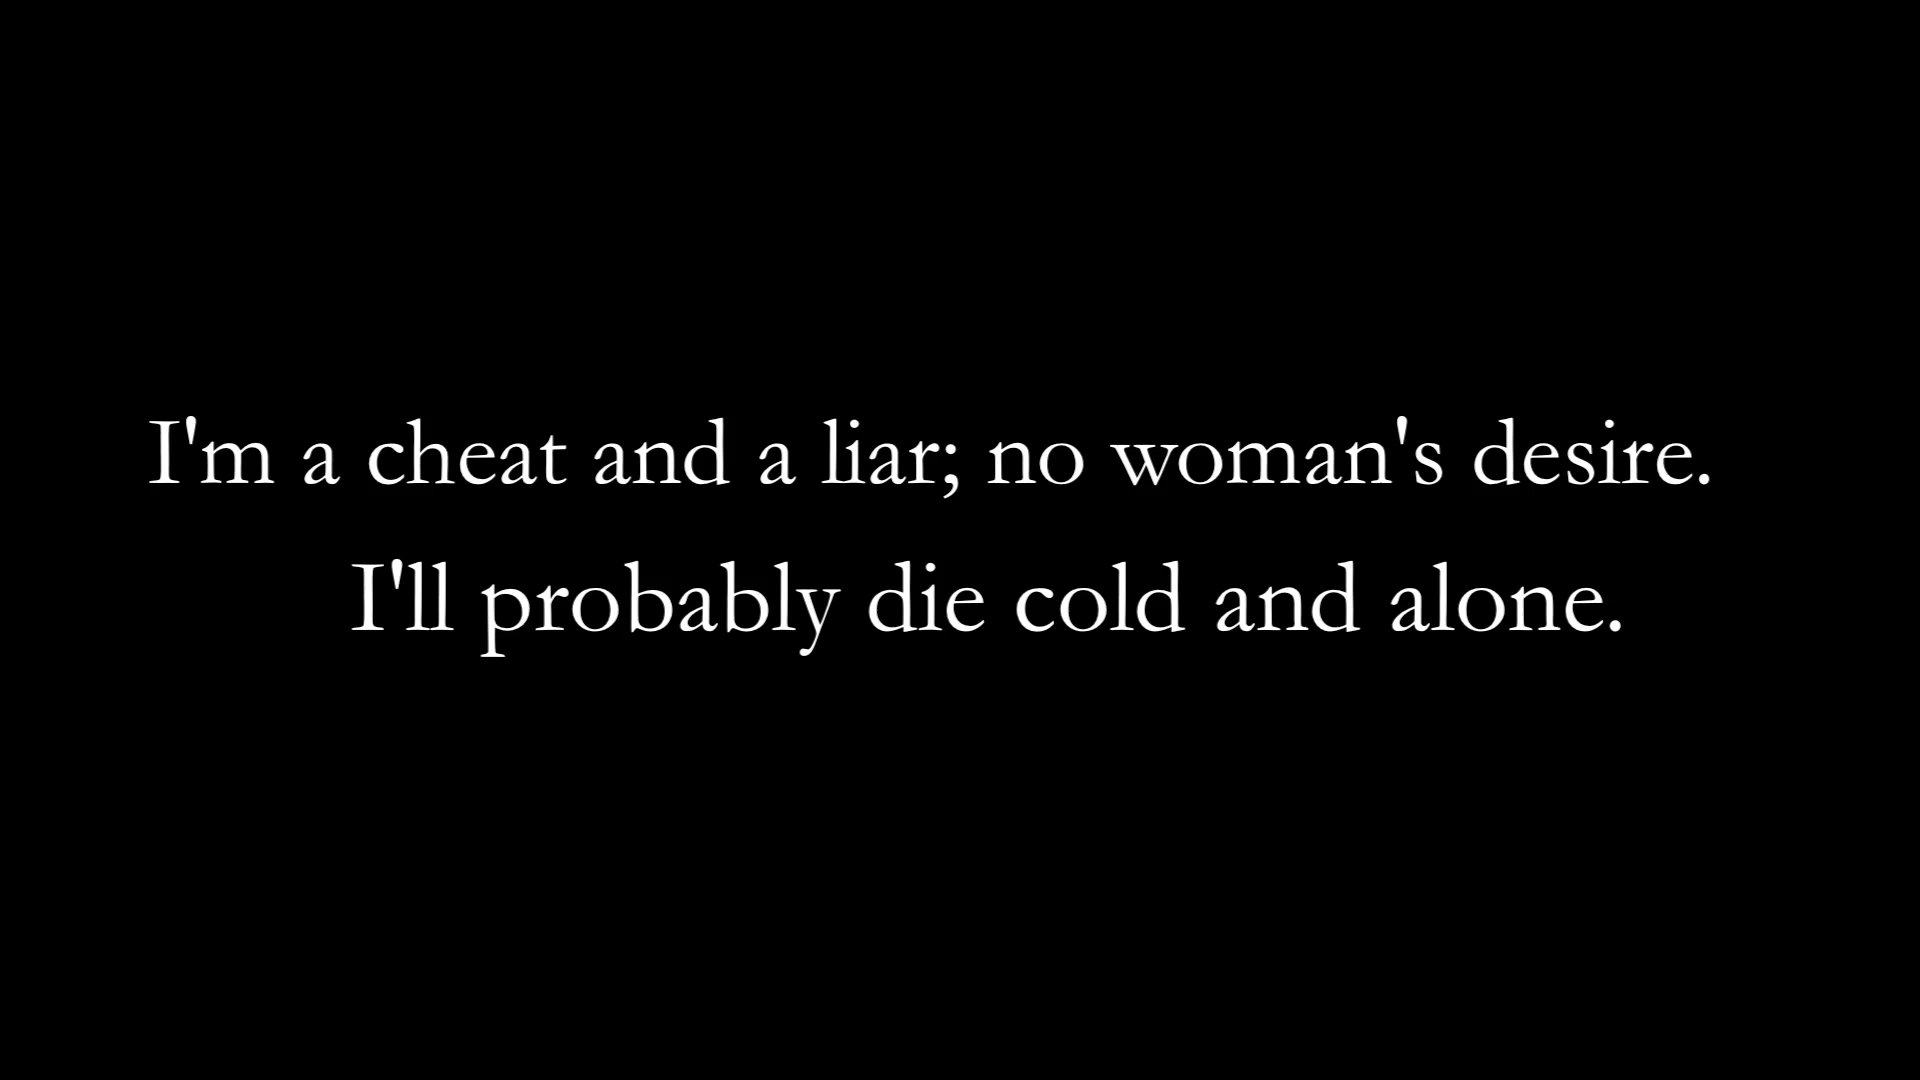 I'm a cheat and a liar; no woman's desire.
I'll probably die cold and alone.